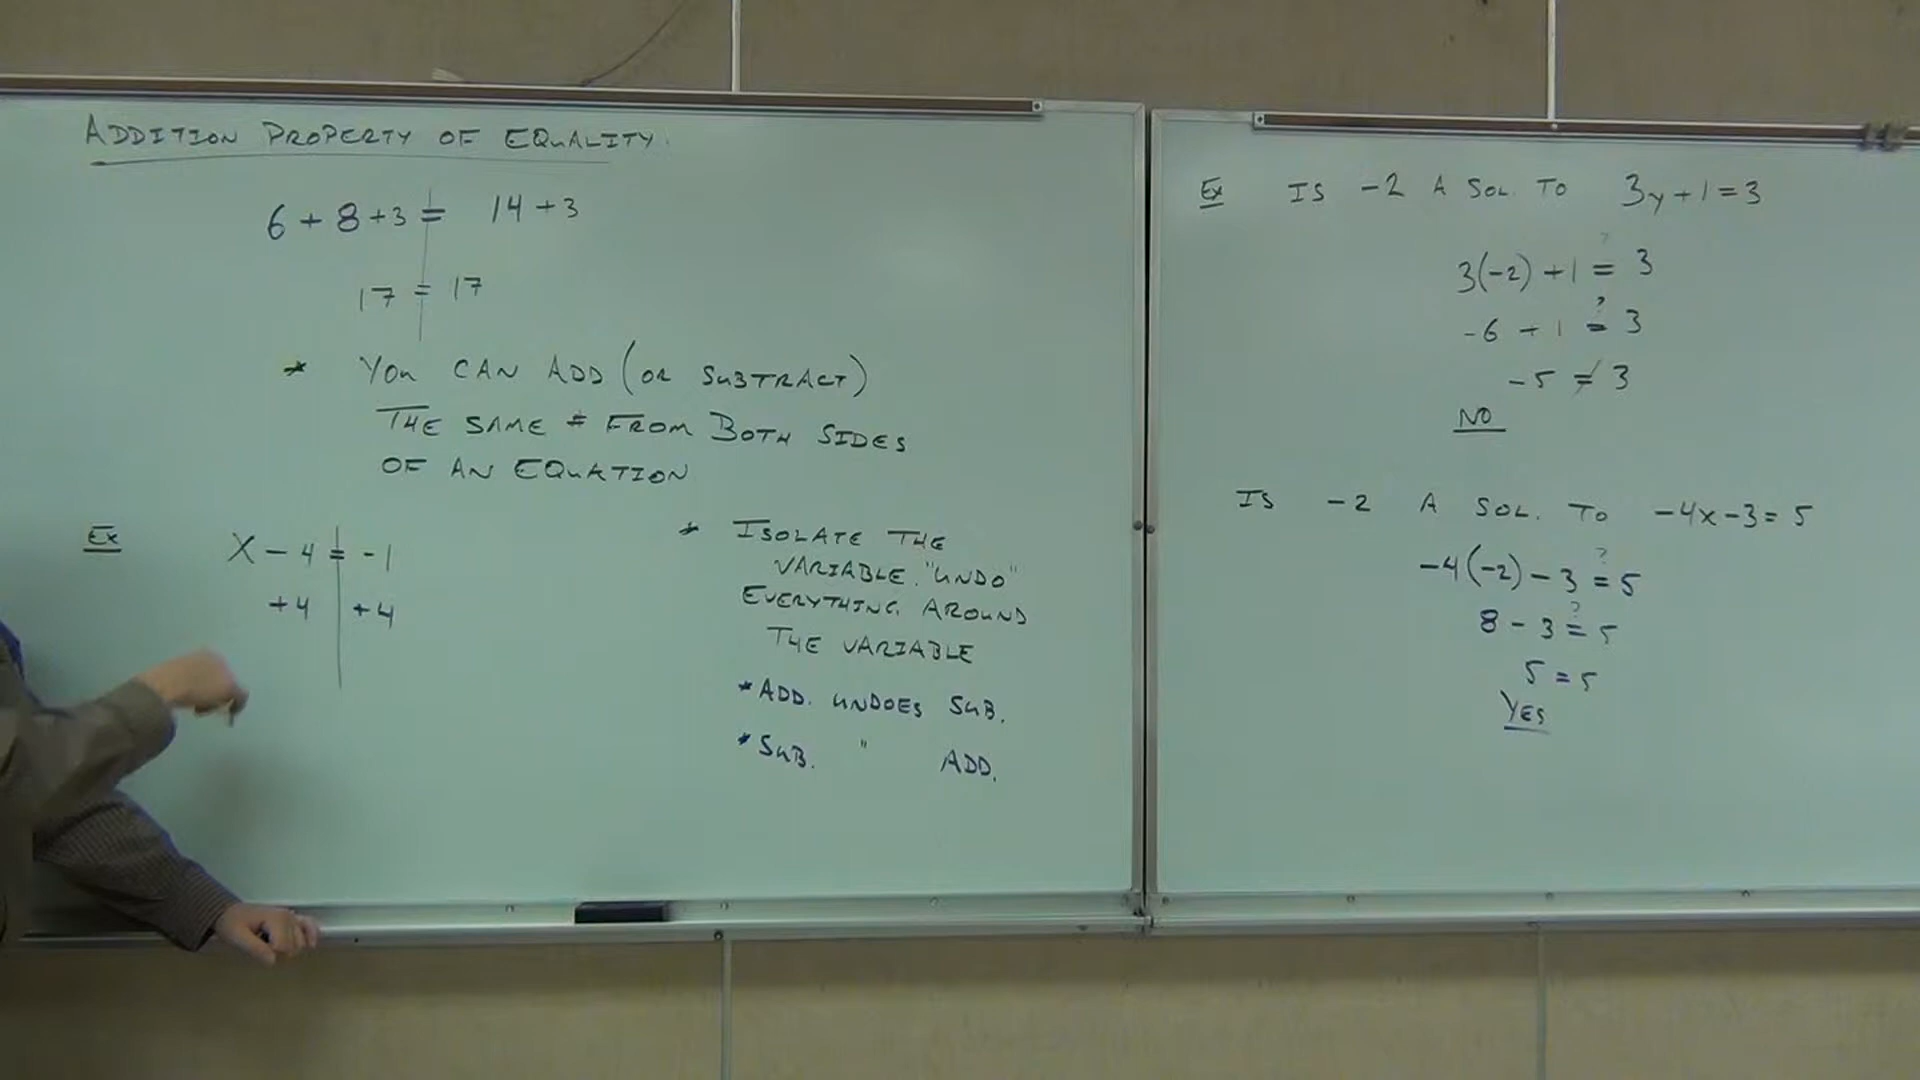 ADDITION PROPERTY OF EQUALITY.
6 + 8 + 3 = 14 + 3
17 = 17
* YOU CAN ADD (OR SUBTRACT)
THE SAME # FROM BOTH SIDES
OF AN EQUATION
Ex X - 4 = -1
+4 +4
* ISOLATE THE
VARIABLE. "UNDO"
EVERYTHING AROUND
THE VARIABLE
* ADD. UNDOES SUB.
* SUB. " ADD.
Ex IS -2 A SOL. TO 3y + 1 = 3
?
3(-2) + 1 = 3
?
-6 + 1 = 3
-5 ≠ 3
NO
IS -2 A SOL. TO -4x - 3 = 5
?
-4(-2) - 3 = 5
?
8 - 3 = 5
5 = 5
YES